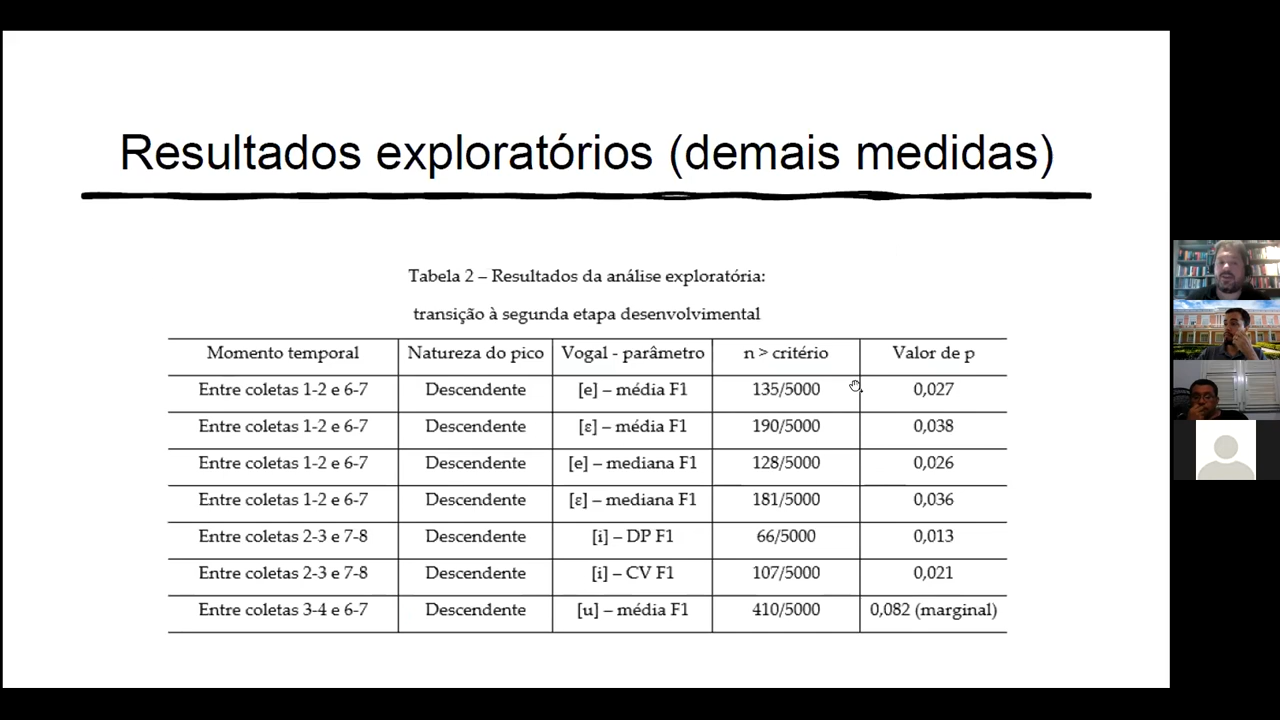 Resultados exploratórios (demais medidas)
Tabela 2 – Resultados da análise exploratória:
transição à segunda etapa desenvolvimental
Momento temporal Natureza do pico Vogal - parâmetro n > critério Valor de p
Entre coletas 1-2 e 6-7 Descendente [e] – média F1 135/5000 0,027
Entre coletas 1-2 e 6-7 Descendente [ε] – média F1 190/5000 0,038
Entre coletas 1-2 e 6-7 Descendente [e] – mediana F1 128/5000 0,026
Entre coletas 1-2 e 6-7 Descendente [ε] – mediana F1 181/5000 0,036
Entre coletas 2-3 e 7-8 Descendente [i] – DP F1 66/5000 0,013
Entre coletas 2-3 e 7-8 Descendente [i] – CV F1 107/5000 0,021
Entre coletas 3-4 e 6-7 Descendente [u] – média F1 410/5000 0,082 (marginal)